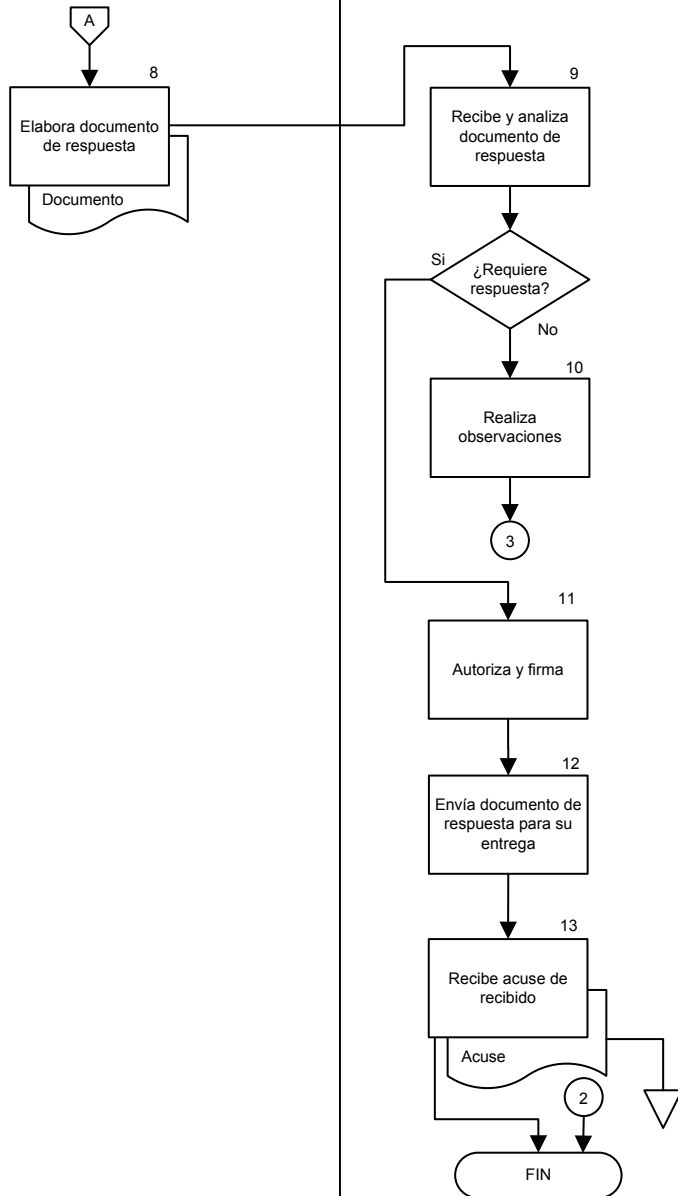 A
8
Elabora documento
de respuesta
Documento
9
Recibe y analiza
documento de
respuesta
¿Requiere
respuesta?
Si
No
10
Realiza
observaciones
3
11
Autoriza y firma
12
Envía documento de
respuesta para su
entrega
13
Recibe acuse de
recibido
Acuse
2
FIN